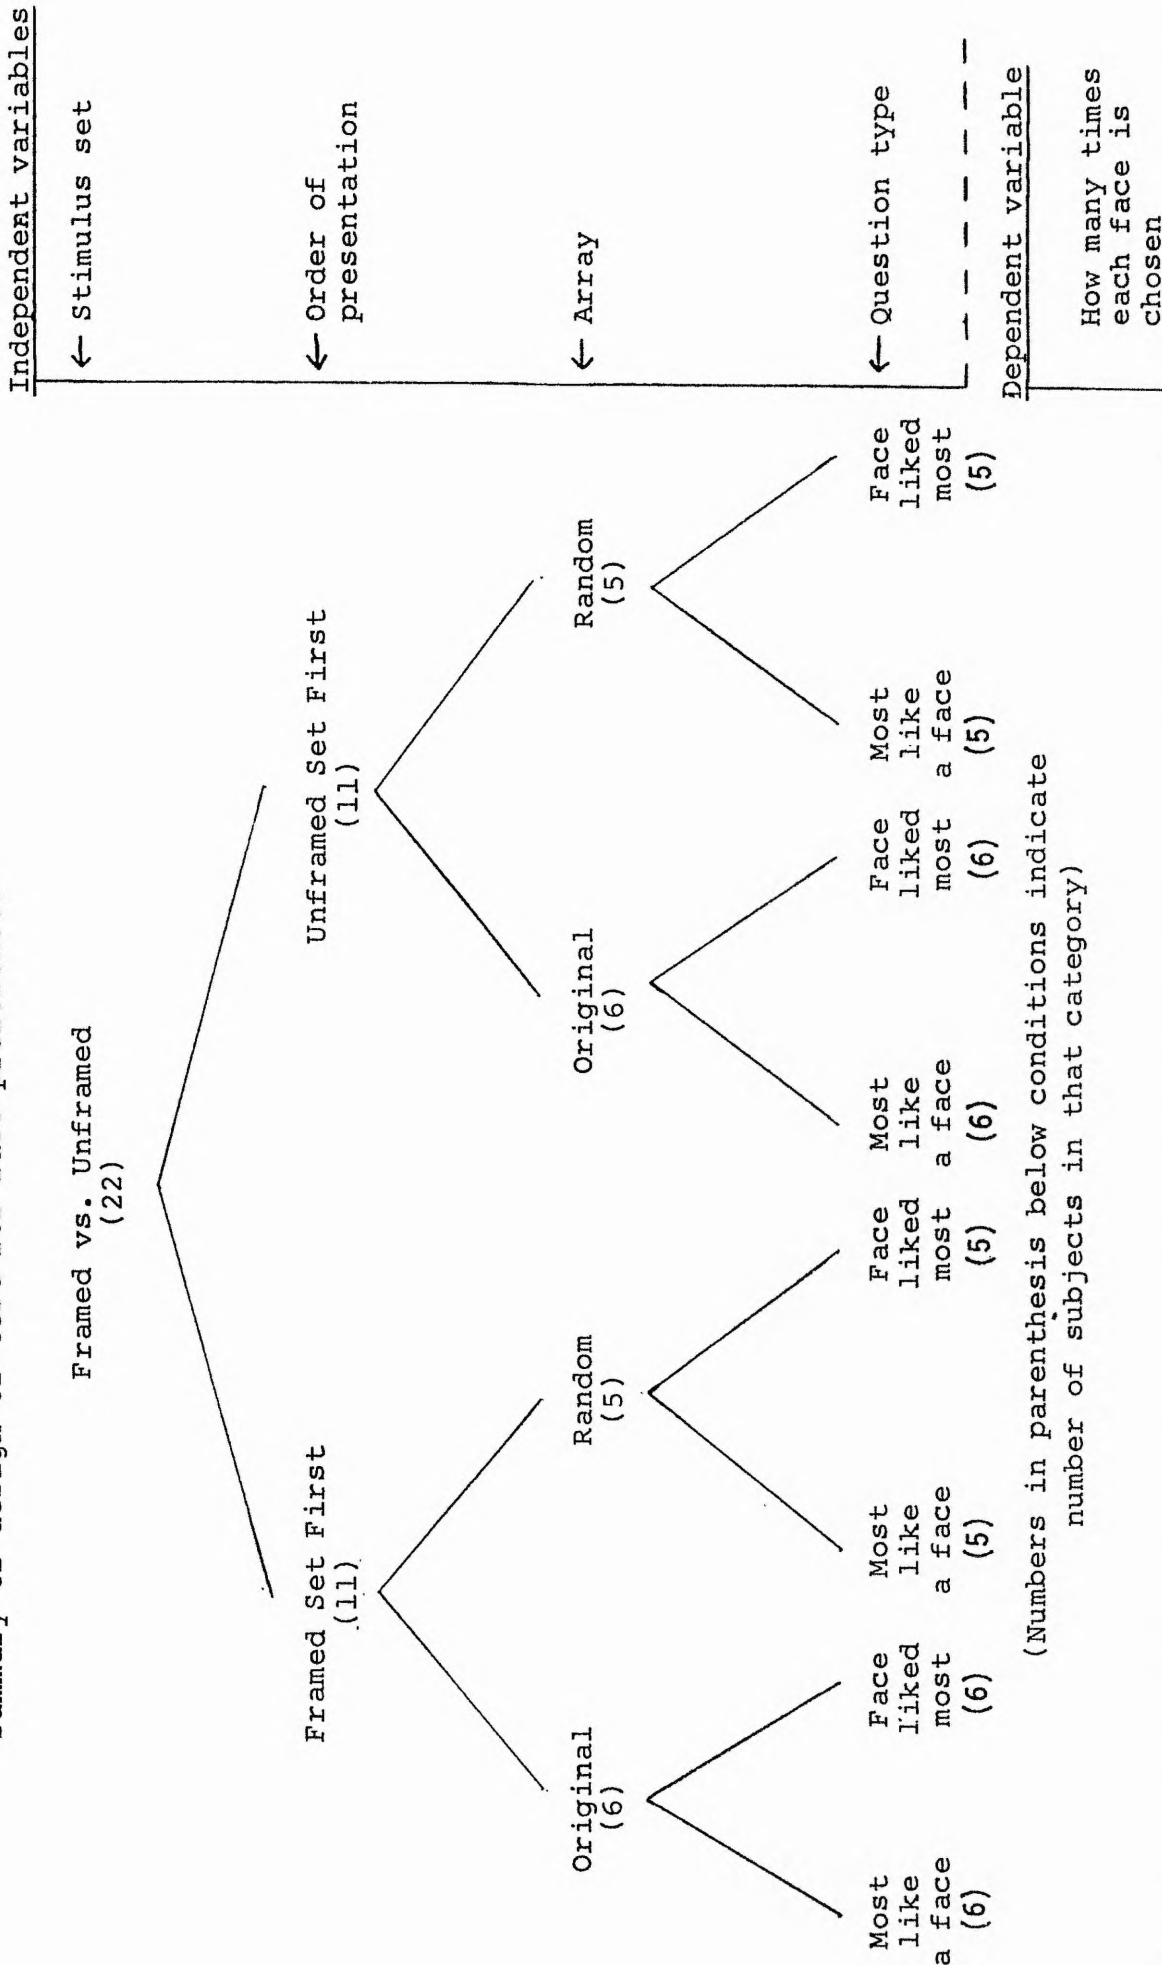 Independent variables
Framed vs. Unframed
(22)
← Stimulus set
Framed Set First
(11)
Unframed Set First
(11)
← Order of
presentation
Original
(6)
Random
(5)
Original
(6)
Random
(5)
← Array
Most
like
a face
(6)
Face
liked
most
(6)
Most
like
a face
(5)
Face
liked
most
(5)
Most
like
a face
(6)
Face
liked
most
(6)
Most
like
a face
(5)
Face
liked
most
(5)
← Question type
(Numbers in parenthesis below conditions indicate
number of subjects in that category)
Dependent variable
How many times
each face is
chosen